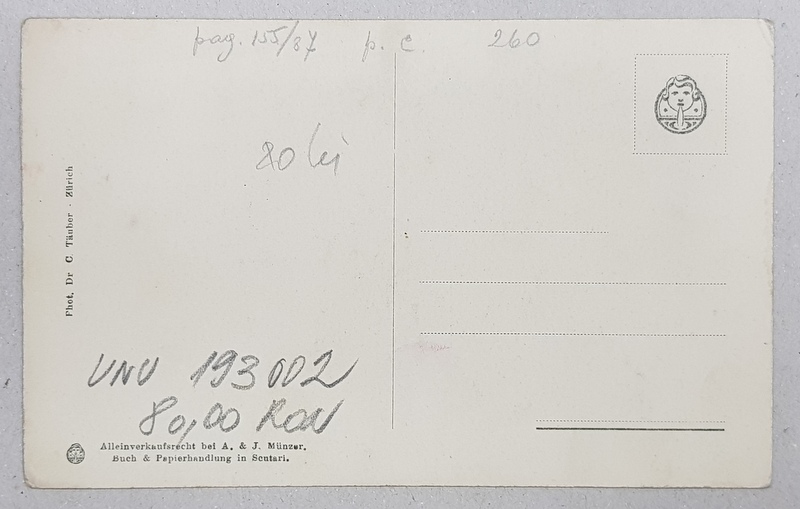 pag. 155/87 p. c. 260
80 lei
Phot. Dr C. Täuber - Zürich
UNU 193002
80,00 RON
Alleinverkaufsrecht bei A. & J. Münzer,
Buch & Papierhandlung in Scutari.